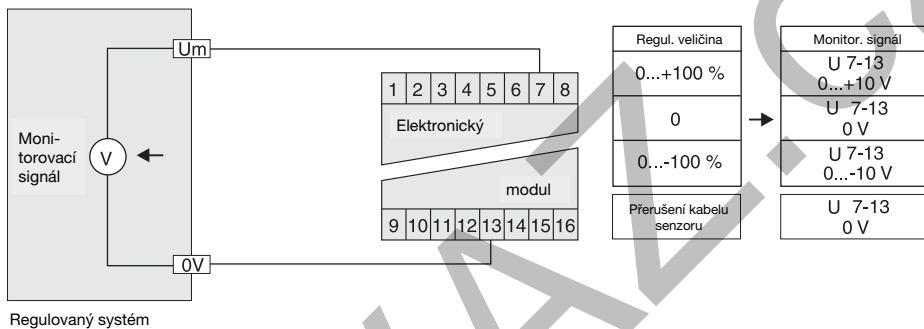 Um
Moni-
torovací
signál
V
0V
Regulovaný systém
1 2 3 4 5 6 7 8
Elektronický
modul
9 10 11 12 13 14 15 16
Regul. veličina
0...+100 %
0
0...-100 %
Přerušení kabelu
senzoru
Monitor. signál
U 7-13
0...+10 V
U 7-13
0 V
U 7-13
0...-10 V
U 7-13
0 V